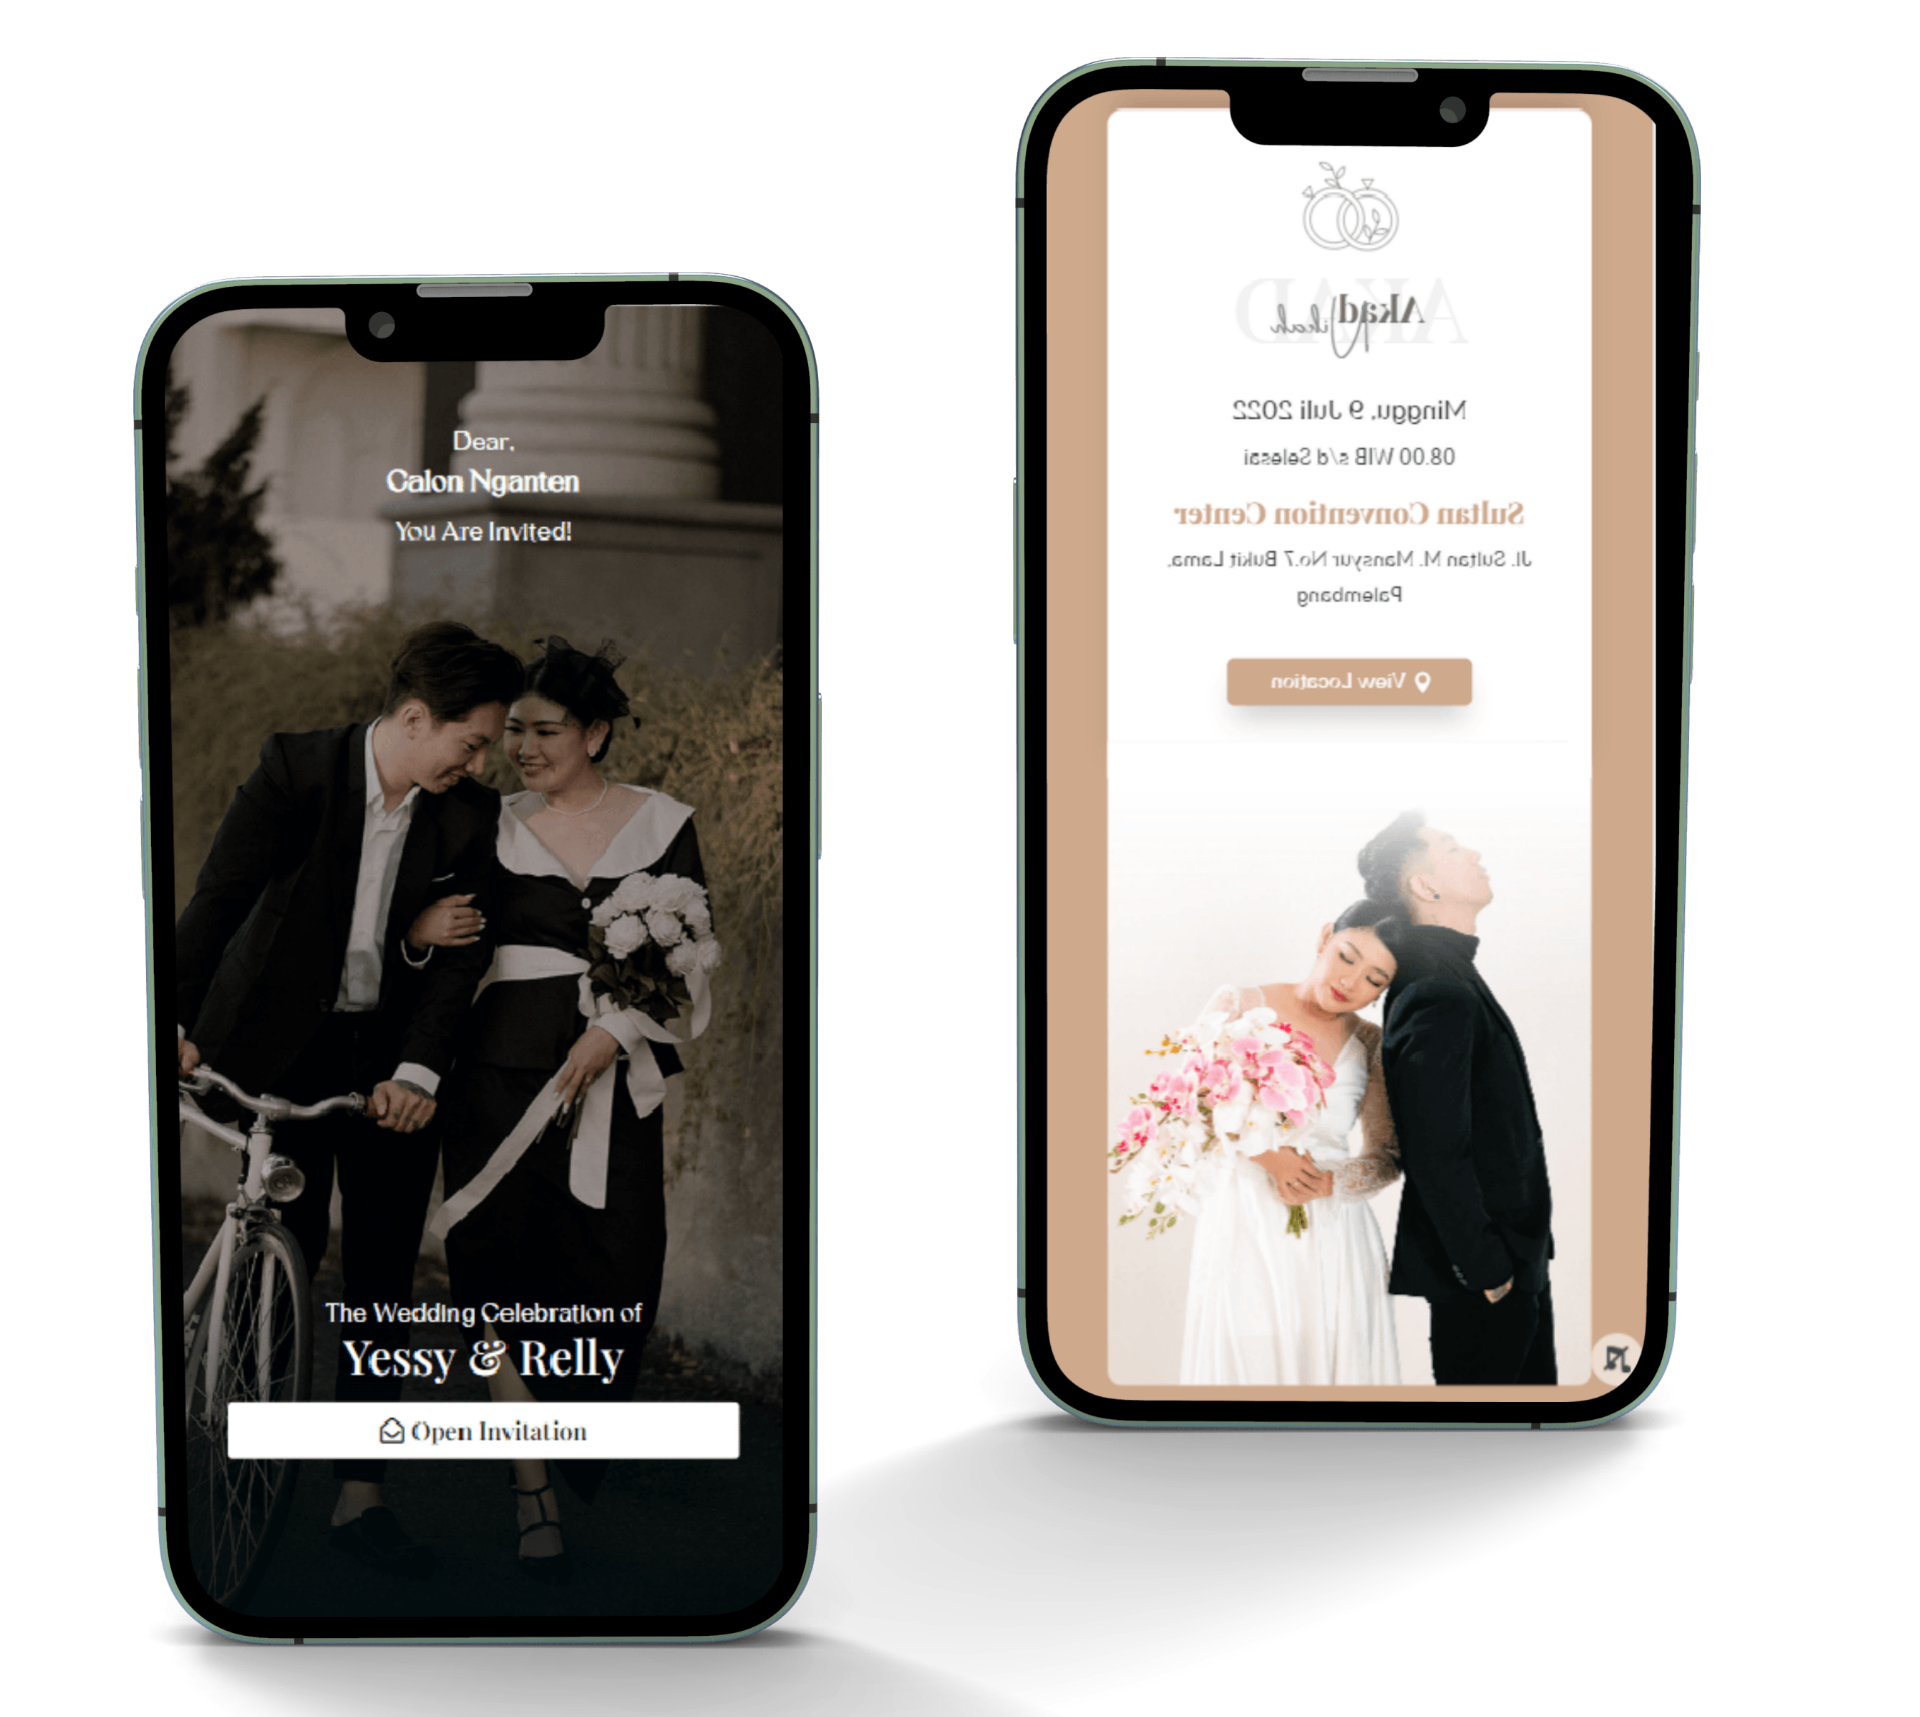 Dear,
Calon Nganten
You Are Invited!
The Wedding Celebration of
Yessy & Relly
Open Invitation
AKAD
Akad Nikah
Minggu, 9 Juli 2022
08.00 WIB s/d Selesai
Sultan Convention Center
Jl. Sultan M. Mansyur No.7 Bukit Lama,
Palembang
View Location